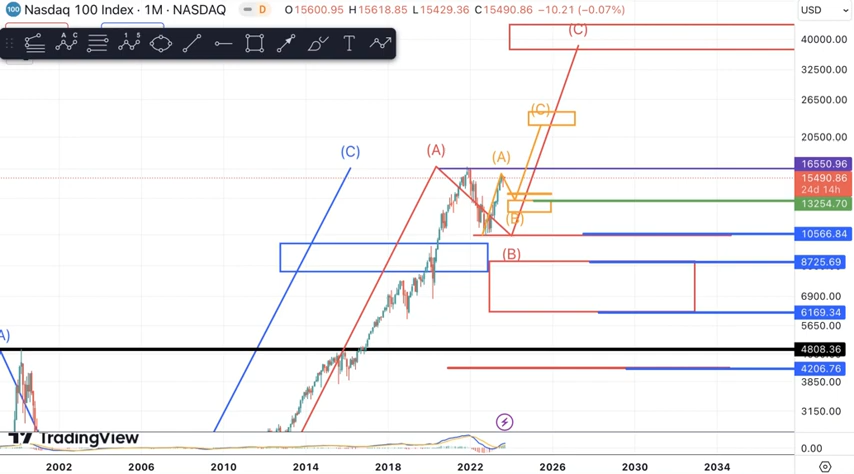 100 Nasdaq 100 Index · 1M · NASDAQ D O15600.95 H15618.85 L15429.36 C15490.86 −10.21 (−0.07%) USD
A C 1 5 T
(C)
40000.00
32500.00
26500.00
(C)
20500.00
(C) (A) (A)
16550.96
15490.86
24d 14h
13254.70
(B)
10566.84
(B)
8725.69
6900.00
6169.34
5650.00
A)
4808.36
4206.76
3850.00
3150.00
TradingView
0.00
2002 2006 2010 2014 2018 2022 2026 2030 2034